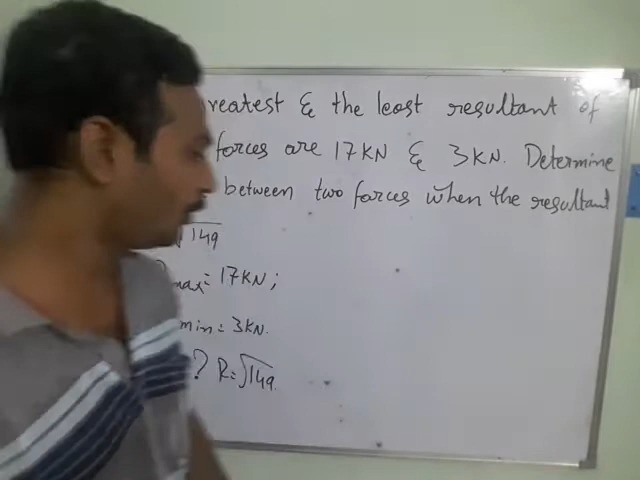 reatest & the least resultant of
forces are 17KN & 3KN. Determine
between two forces when the resultant
√149
max = 17KN;
min = 3KN.
? R = √149